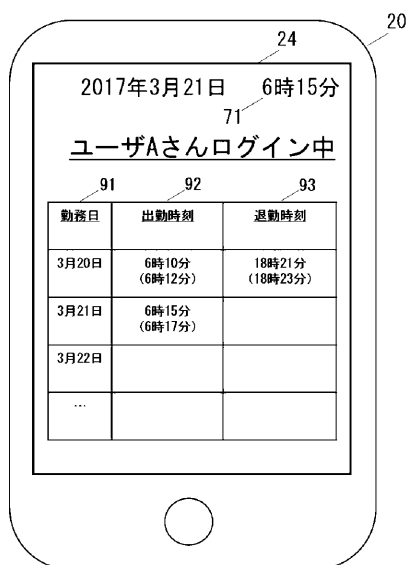 20
24
2017年3月21日 6時15分
71
ユーザAさんログイン中
91 92 93
勤務日 出勤時刻 退勤時刻
3月20日 6時10分 18時21分
(6時12分) (18時23分)
3月21日 6時15分
(6時17分)
3月22日
…